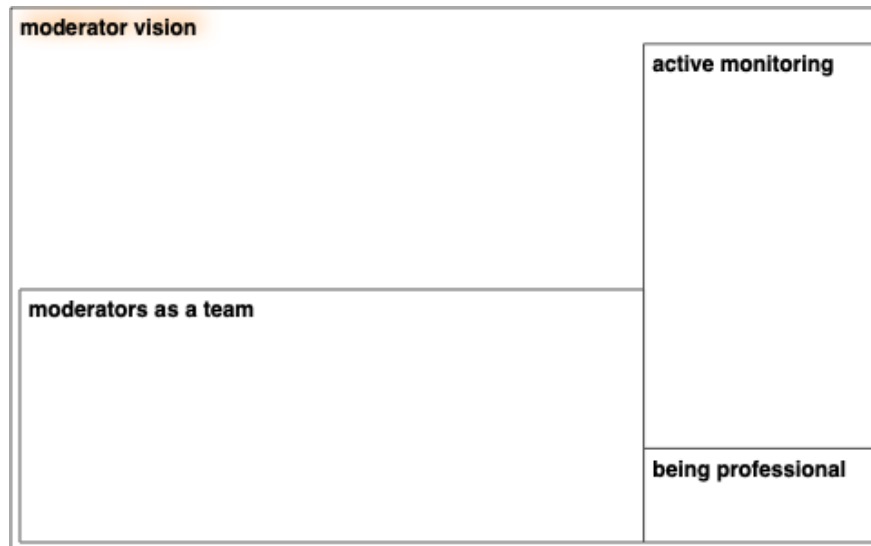 moderator vision
active monitoring
moderators as a team
being professional